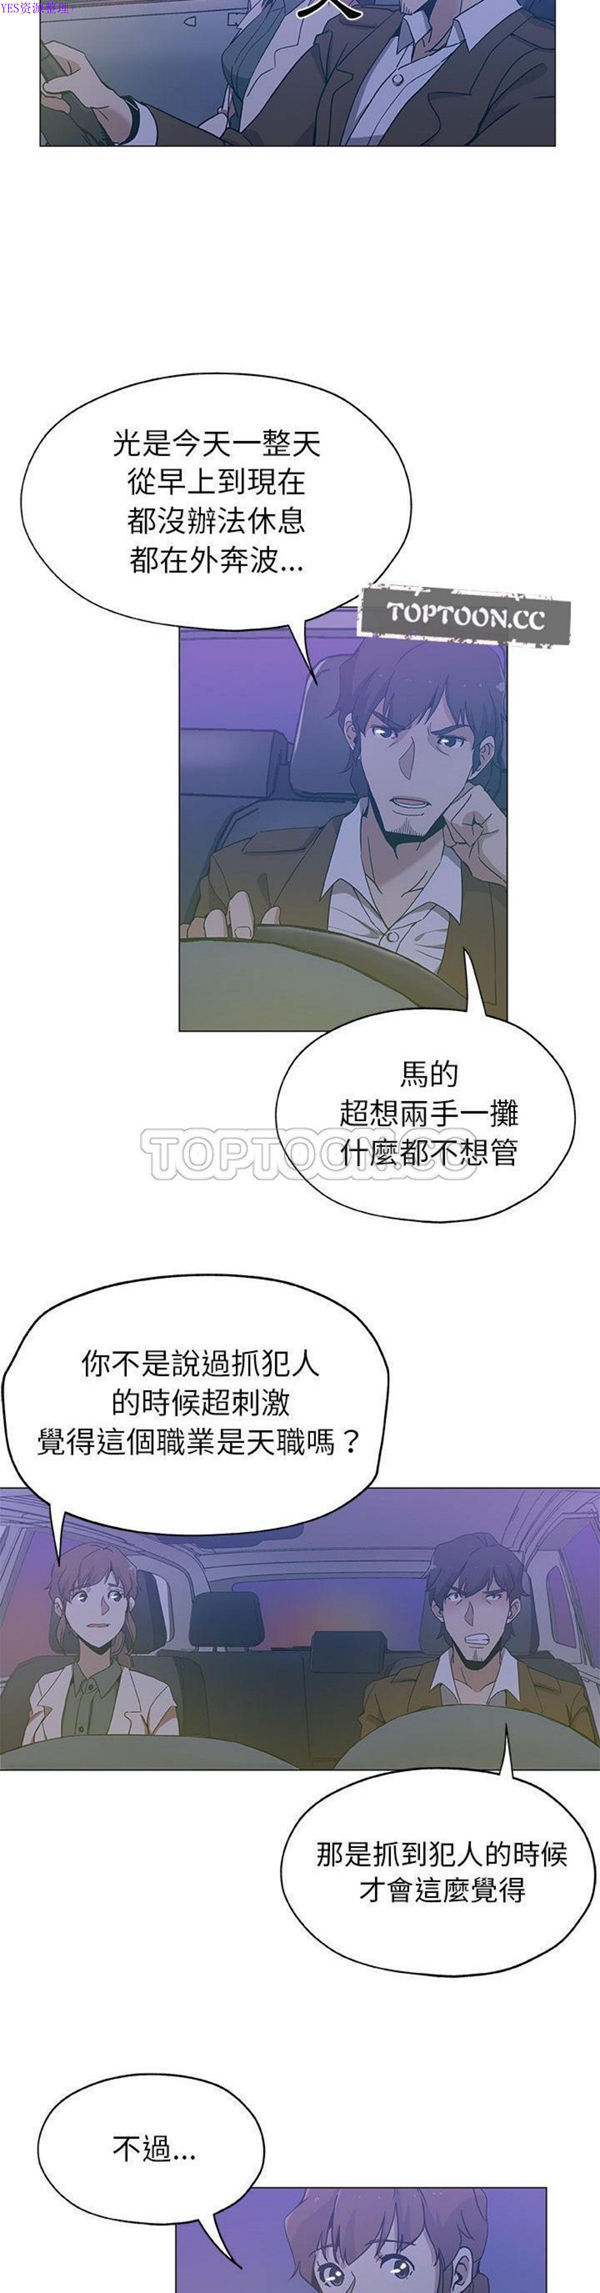 YES资源整理
光是今天一整天
從早上到現在
都沒辦法休息
都在外奔波...
TOPTOON.CC
馬的
超想兩手一攤
什麼都不想管
TOPTOON.CO
你不是說過抓犯人
的時候超刺激
覺得這個職業是天職嗎？
那是抓到犯人的時候
才會這麼覺得
不過...